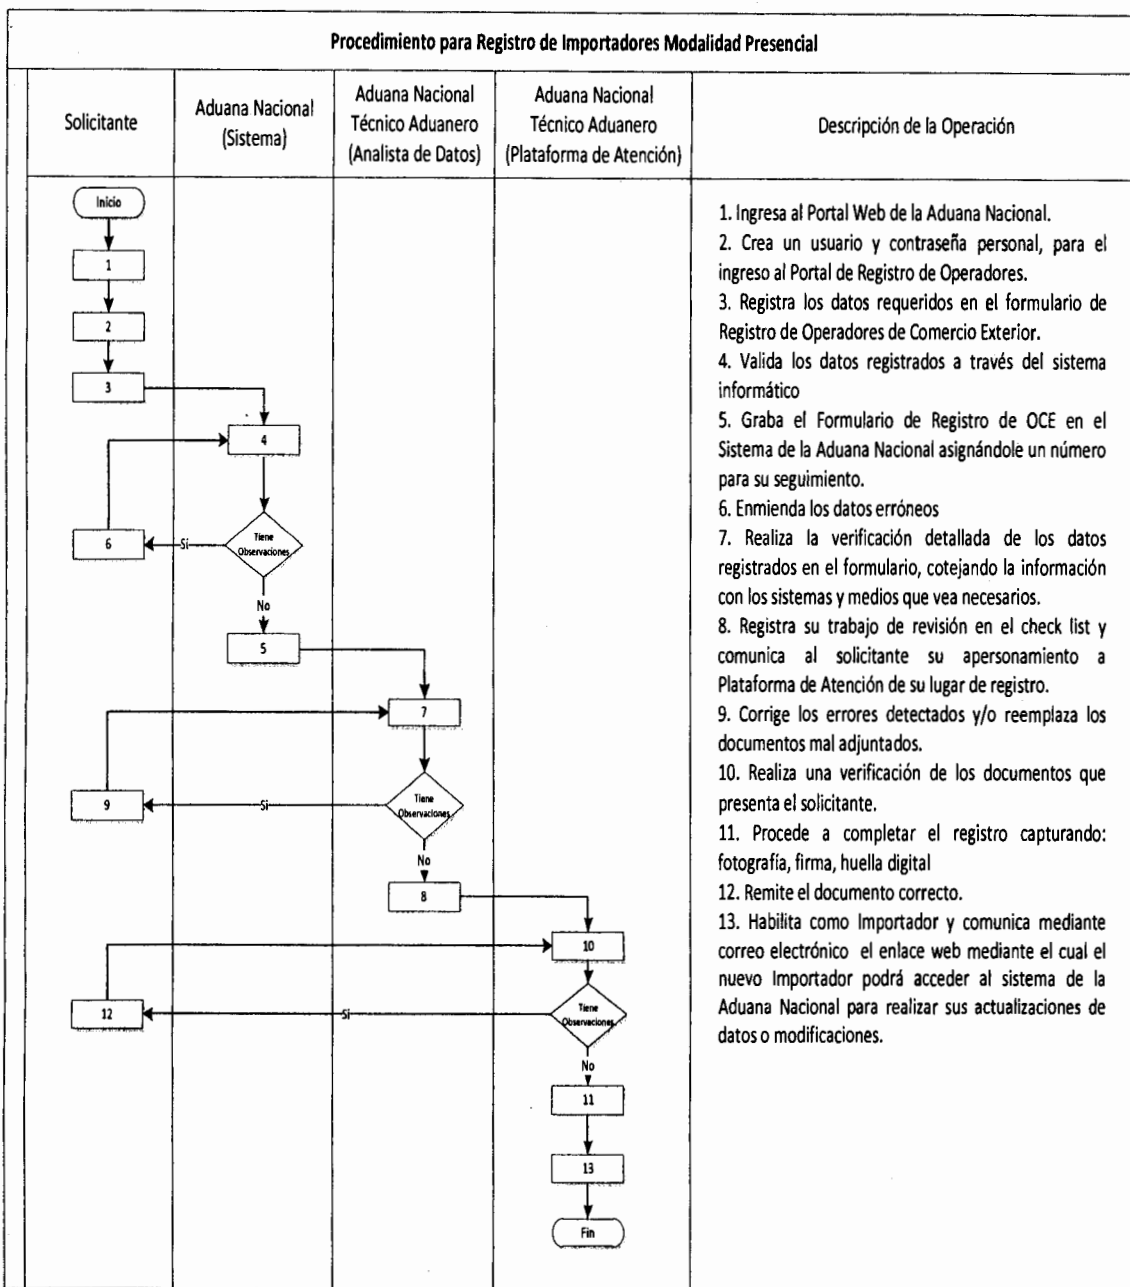 Procedimiento para Registro de Importadores Modalidad Presencial
Solicitante
Aduana Nacional
(Sistema)
Aduana Nacional
Técnico Aduanero
(Analista de Datos)
Aduana Nacional
Técnico Aduanero
(Plataforma de Atención)
Descripción de la Operación
Inicio
1
2
3
4
Tiene
Observaciones
Si
6
No
5
7
Tiene
Observaciones
Si
9
No
8
10
Tiene
Observaciones
Si
12
No
11
13
Fin
1. Ingresa al Portal Web de la Aduana Nacional.
2. Crea un usuario y contraseña personal, para el
ingreso al Portal de Registro de Operadores.
3. Registra los datos requeridos en el formulario de
Registro de Operadores de Comercio Exterior.
4. Valida los datos registrados a través del sistema
informático
5. Graba el Formulario de Registro de OCE en el
Sistema de la Aduana Nacional asignándole un número
para su seguimiento.
6. Enmienda los datos erróneos
7. Realiza la verificación detallada de los datos
registrados en el formulario, cotejando la información
con los sistemas y medios que vea necesarios.
8. Registra su trabajo de revisión en el check list y
comunica al solicitante su apersonamiento a
Plataforma de Atención de su lugar de registro.
9. Corrige los errores detectados y/o reemplaza los
documentos mal adjuntados.
10. Realiza una verificación de los documentos que
presenta el solicitante.
11. Procede a completar el registro capturando:
fotografía, firma, huella digital
12. Remite el documento correcto.
13. Habilita como Importador y comunica mediante
correo electrónico el enlace web mediante el cual el
nuevo Importador podrá acceder al sistema de la
Aduana Nacional para realizar sus actualizaciones de
datos o modificaciones.